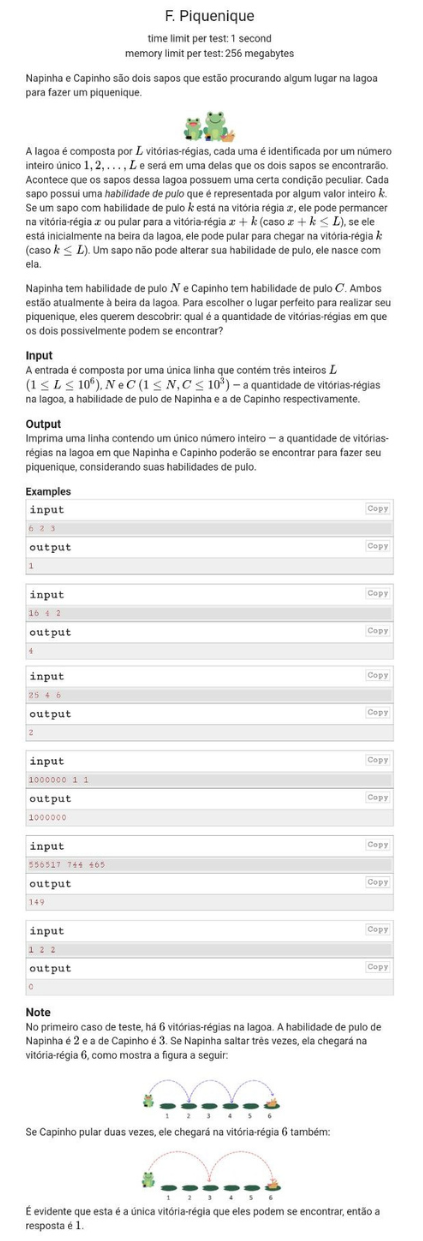 F. Piquenique
time limit per test: 1 second
memory limit per test: 256 megabytes
Napinha e Capinho são dois sapos que estão procurando algum lugar na lagoa
para fazer um piquenique.
A lagoa é composta por L vitórias-régias, cada uma é identificada por um número
inteiro único 1, 2, . . . , L e será em uma delas que os dois sapos se encontrarão.
Acontece que os sapos dessa lagoa possuem uma certa condição peculiar. Cada
sapo possui uma habilidade de pulo que é representada por algum valor inteiro k.
Se um sapo com habilidade de pulo k está na vitória régia x, ele pode permancer
na vitória-régia x ou pular para a vitória-régia x + k (caso x + k ≤ L), se ele
está inicialmente na beira da lagoa, ele pode pular para chegar na vitória-régia k
(caso k ≤ L). Um sapo não pode alterar sua habilidade de pulo, ele nasce com
ela.
Napinha tem habilidade de pulo N e Capinho tem habilidade de pulo C. Ambos
estão atualmente à beira da lagoa. Para escolher o lugar perfeito para realizar seu
piquenique, eles querem descobrir: qual é a quantidade de vitórias-régias em que
os dois possivelmente podem se encontrar?
Input
A entrada é composta por uma única linha que contém três inteiros L
(1 ≤ L ≤ 10^6), N e C (1 ≤ N, C ≤ 10^3) — a quantidade de vitórias-régias
na lagoa, a habilidade de pulo de Napinha e a de Capinho respectivamente.
Output
Imprima uma linha contendo um único número inteiro — a quantidade de vitórias-
régias na lagoa em que Napinha e Capinho poderão se encontrar para fazer seu
piquenique, considerando suas habilidades de pulo.
Examples
input Copy
6 2 3
output Copy
1
input Copy
16 4 2
output Copy
4
input Copy
25 4 6
output Copy
2
input Copy
1000000 1 1
output Copy
1000000
input Copy
556517 744 465
output Copy
149
input Copy
1 2 2
output Copy
0
Note
No primeiro caso de teste, há 6 vitórias-régias na lagoa. A habilidade de pulo de
Napinha é 2 e a de Capinho é 3. Se Napinha saltar três vezes, ela chegará na
vitória-régia 6, como mostra a figura a seguir:
1 2 3 4 5 6
Se Capinho pular duas vezes, ele chegará na vitória-régia 6 também:
1 2 3 4 5 6
É evidente que esta é a única vitória-régia que eles podem se encontrar, então a
resposta é 1.